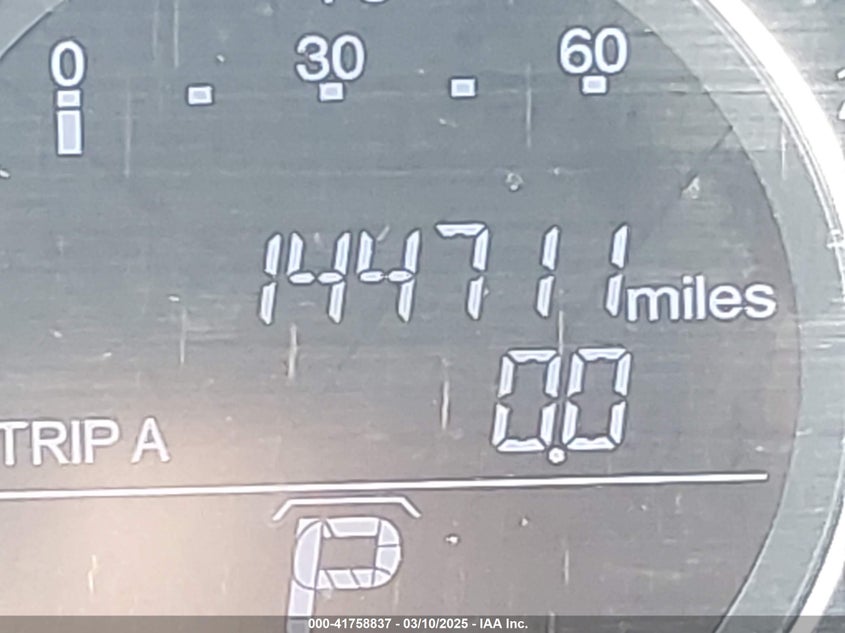 0 30 60
144711 miles
0.0
TRIP A
P
000-41758837 - 03/10/2025 - IAA Inc.